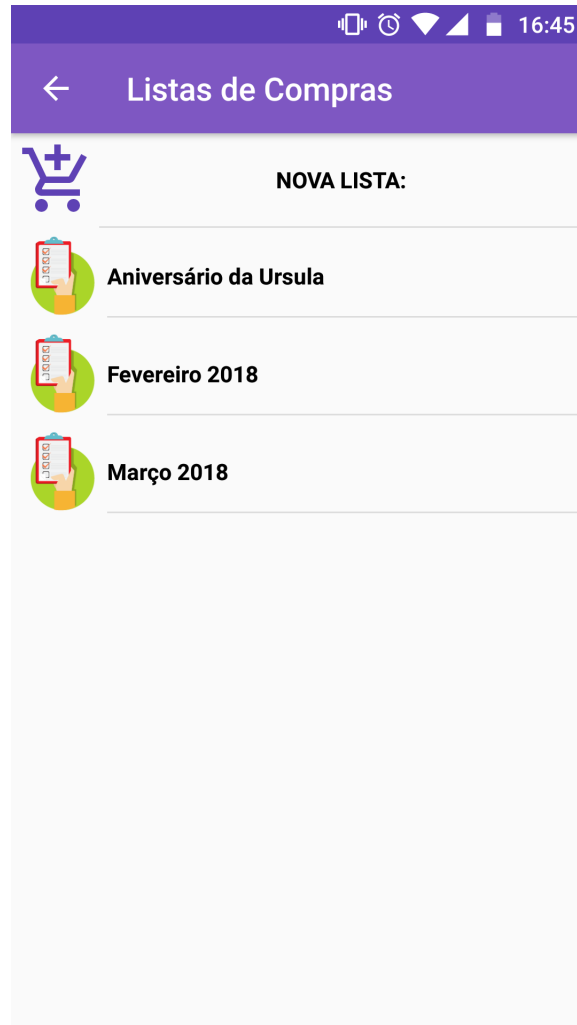 16:45
Listas de Compras
NOVA LISTA:
Aniversário da Ursula
Fevereiro 2018
Março 2018